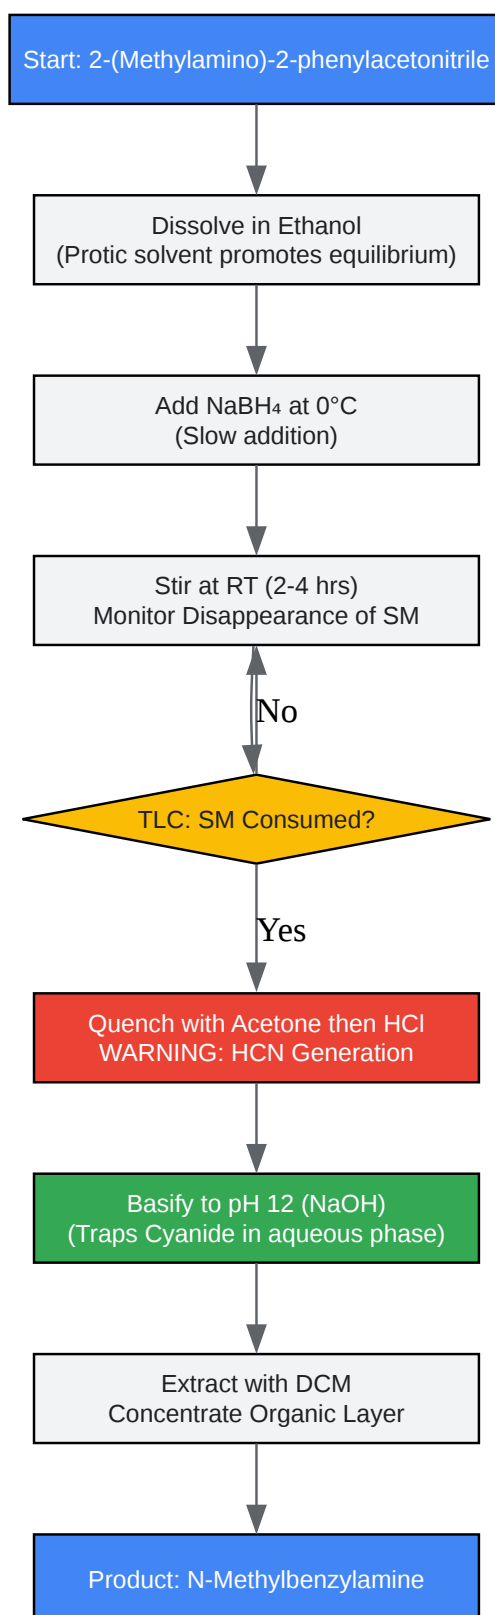 Start: 2-(Methylamino)-2-phenylacetonitrile
Dissolve in Ethanol
(Protic solvent promotes equilibrium)
Add NaBH₄ at 0°C
(Slow addition)
Stir at RT (2-4 hrs)
Monitor Disappearance of SM
No
TLC: SM Consumed?
Yes
Quench with Acetone then HCl
WARNING: HCN Generation
Basify to pH 12 (NaOH)
(Traps Cyanide in aqueous phase)
Extract with DCM
Concentrate Organic Layer
Product: N-Methylbenzylamine